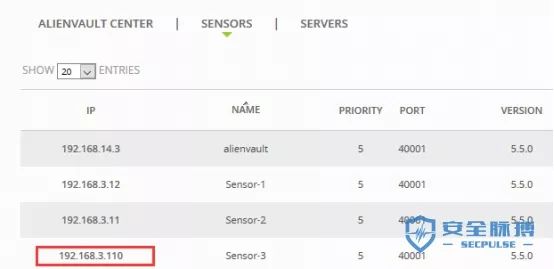 ALIENVAULT CENTER | SENSORS | SERVERS
SHOW 20 ENTRIES
IP NAME PRIORITY PORT VERSION
192.168.14.3 alienvault 5 40001 5.5.0
192.168.3.12 Sensor-1 5 40001 5.5.0
192.168.3.11 Sensor-2 5 40001 5.5.0
192.168.3.110 Sensor-3 5 40001 5.5.0
安全脉搏
SECPULSE